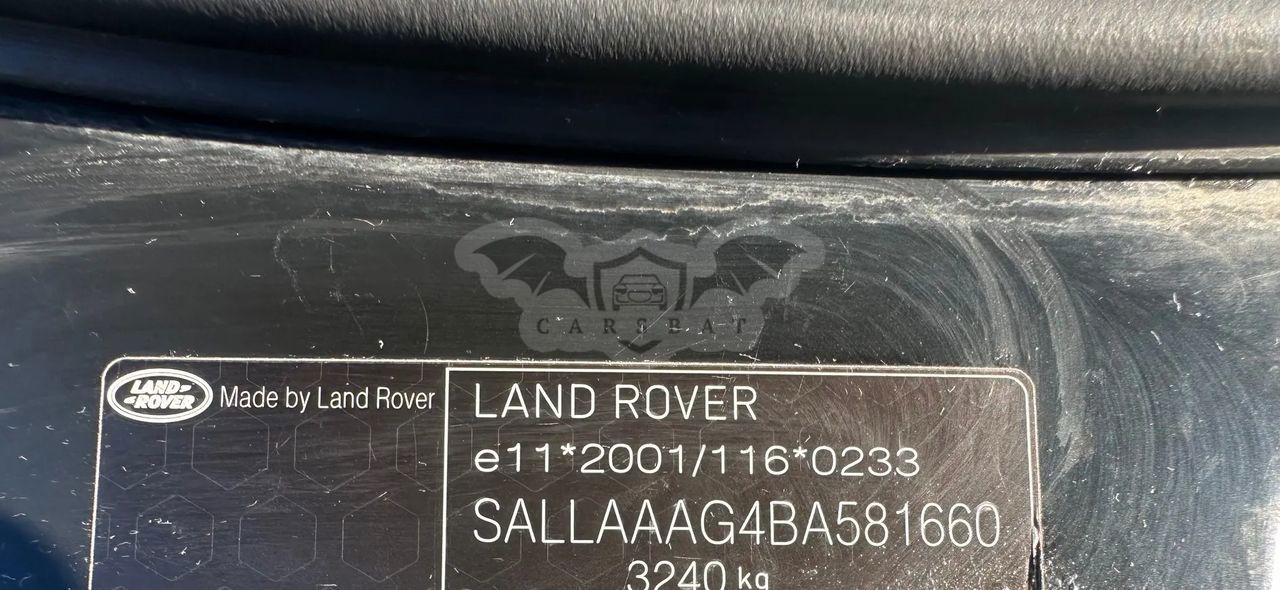 CARSBAT
LAND ROVER
Made by Land Rover
LAND ROVER
e11*2001/116*0233
SALLAAAG4BA581660
3240 kg